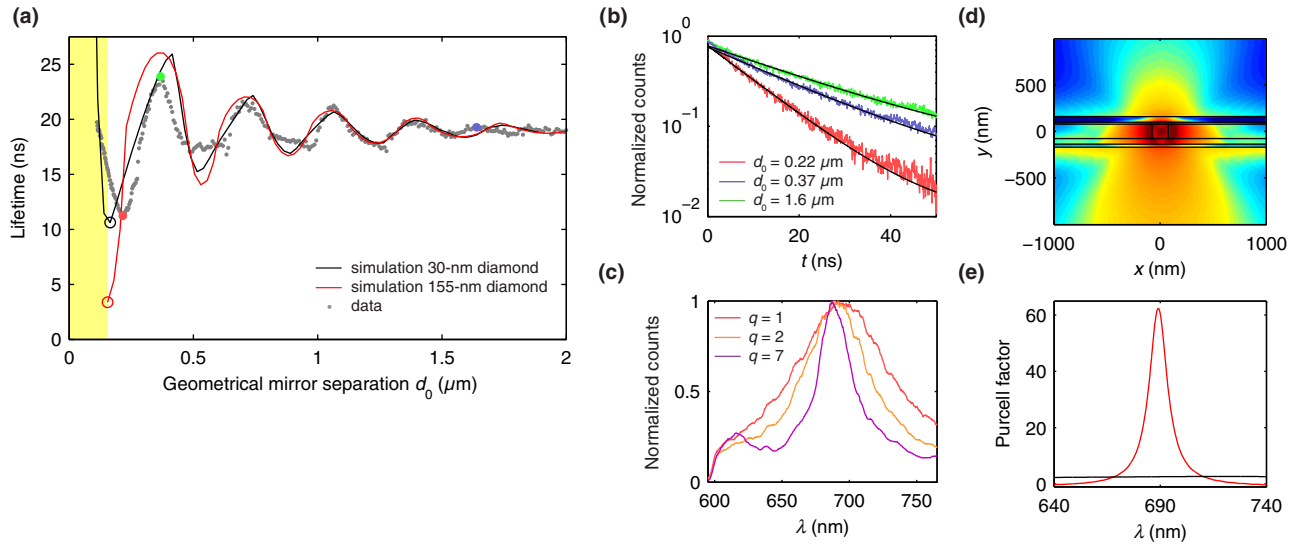 (a)
Lifetime (ns)
25
20
15
10
5
0
0
0.5
1
1.5
2
simulation 30-nm diamond
simulation 155-nm diamond
data
Geometrical mirror separation d₀ (µm)
(b)
Normalized counts
10⁰
10⁻¹
10⁻²
d₀ = 0.22 µm
d₀ = 0.37 µm
d₀ = 1.6 µm
0
20
40
t (ns)
(c)
Normalized counts
1
0.5
0
q = 1
q = 2
q = 7
600
650
700
750
λ (nm)
(d)
y (nm)
500
0
−500
−1000
0
1000
x (nm)
(e)
Purcell factor
60
40
20
0
640
690
740
λ (nm)